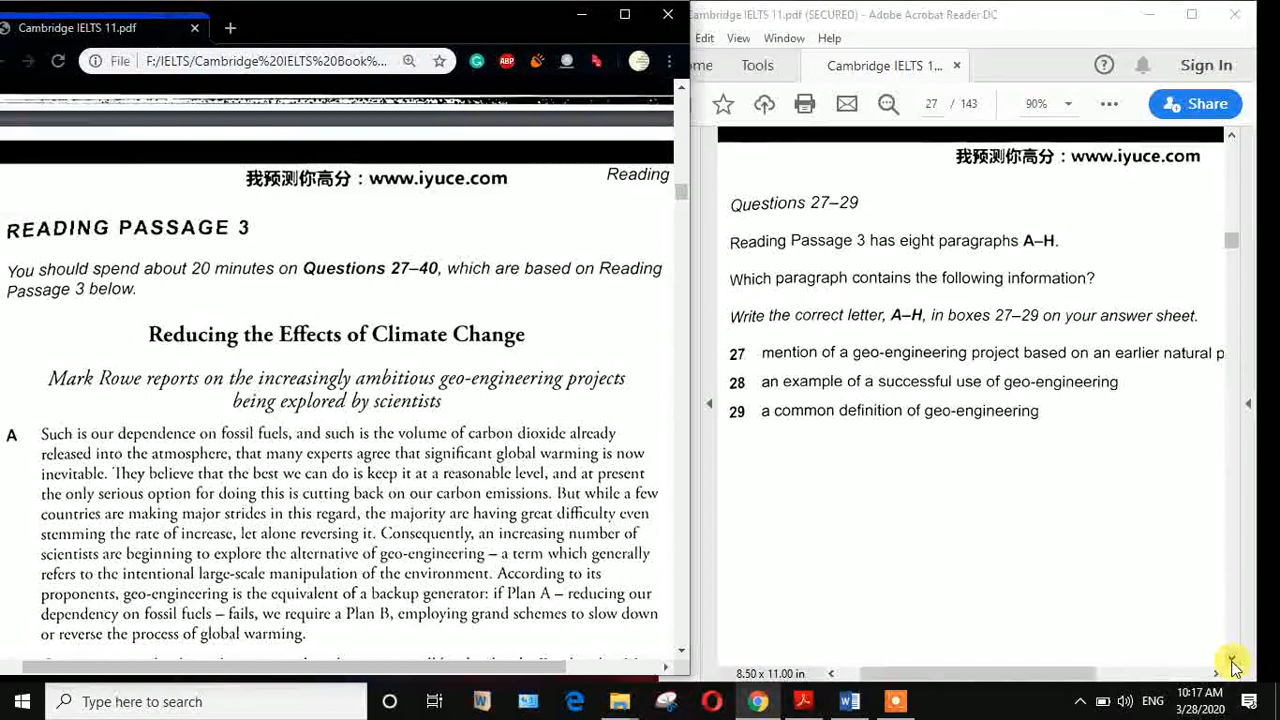 Cambridge IELTS 11.pdf
File
F:/IELTS/Cambridge%20IELTS%20Book%...
ABP
我预测你高分：www.iyuce.com
Reading
READING PASSAGE 3
You should spend about 20 minutes on Questions 27–40, which are based on Reading
Passage 3 below.
Reducing the Effects of Climate Change
Mark Rowe reports on the increasingly ambitious geo-engineering projects
being explored by scientists
A Such is our dependence on fossil fuels, and such is the volume of carbon dioxide already
released into the atmosphere, that many experts agree that significant global warming is now
inevitable. They believe that the best we can do is keep it at a reasonable level, and at present
the only serious option for doing this is cutting back on our carbon emissions. But while a few
countries are making major strides in this regard, the majority are having great difficulty even
stemming the rate of increase, let alone reversing it. Consequently, an increasing number of
scientists are beginning to explore the alternative of geo-engineering – a term which generally
refers to the intentional large-scale manipulation of the environment. According to its
proponents, geo-engineering is the equivalent of a backup generator: if Plan A – reducing our
dependency on fossil fuels – fails, we require a Plan B, employing grand schemes to slow down
or reverse the process of global warming.
ambridge IELTS 11.pdf (SECURED) - Adobe Acrobat Reader DC
Edit View Window Help
ome Tools Cambridge IELTS 1... Sign In
27 / 143 90% Share
我预测你高分：www.iyuce.com
Questions 27–29
Reading Passage 3 has eight paragraphs A–H.
Which paragraph contains the following information?
Write the correct letter, A–H, in boxes 27–29 on your answer sheet.
27 mention of a geo-engineering project based on an earlier natural p
28 an example of a successful use of geo-engineering
29 a common definition of geo-engineering
8.50 x 11.00 in
Type here to search
ENG
10:17 AM
3/28/2020